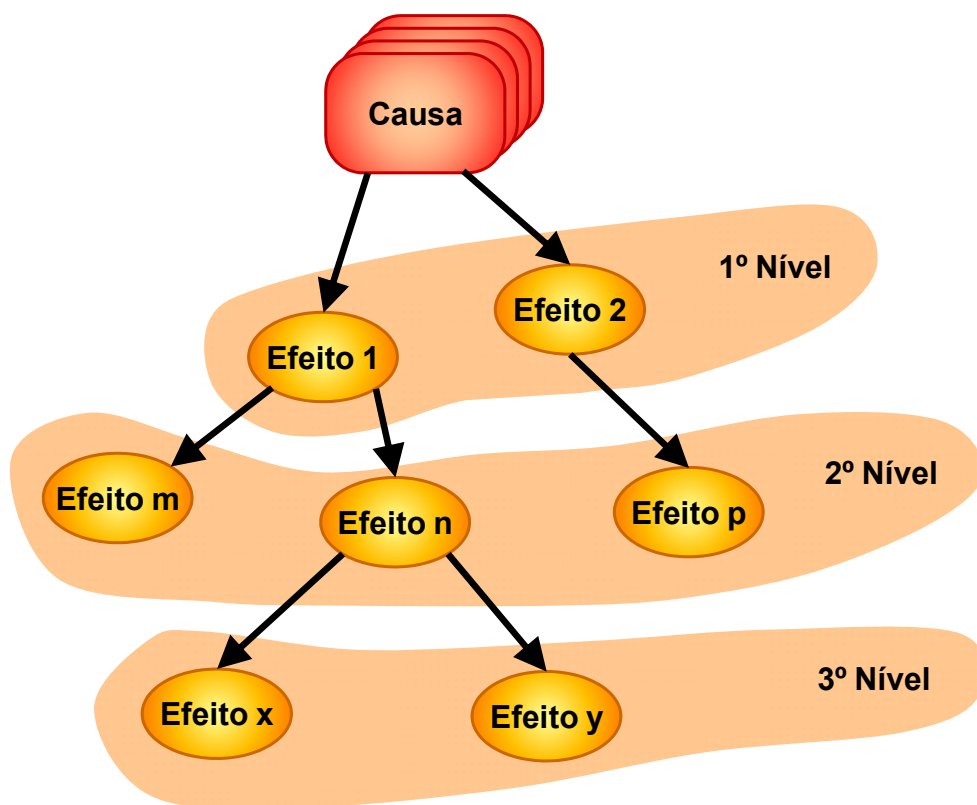 Causa
1º Nível
Efeito 2
Efeito 1
2º Nível
Efeito m
Efeito n
Efeito p
3º Nível
Efeito x
Efeito y